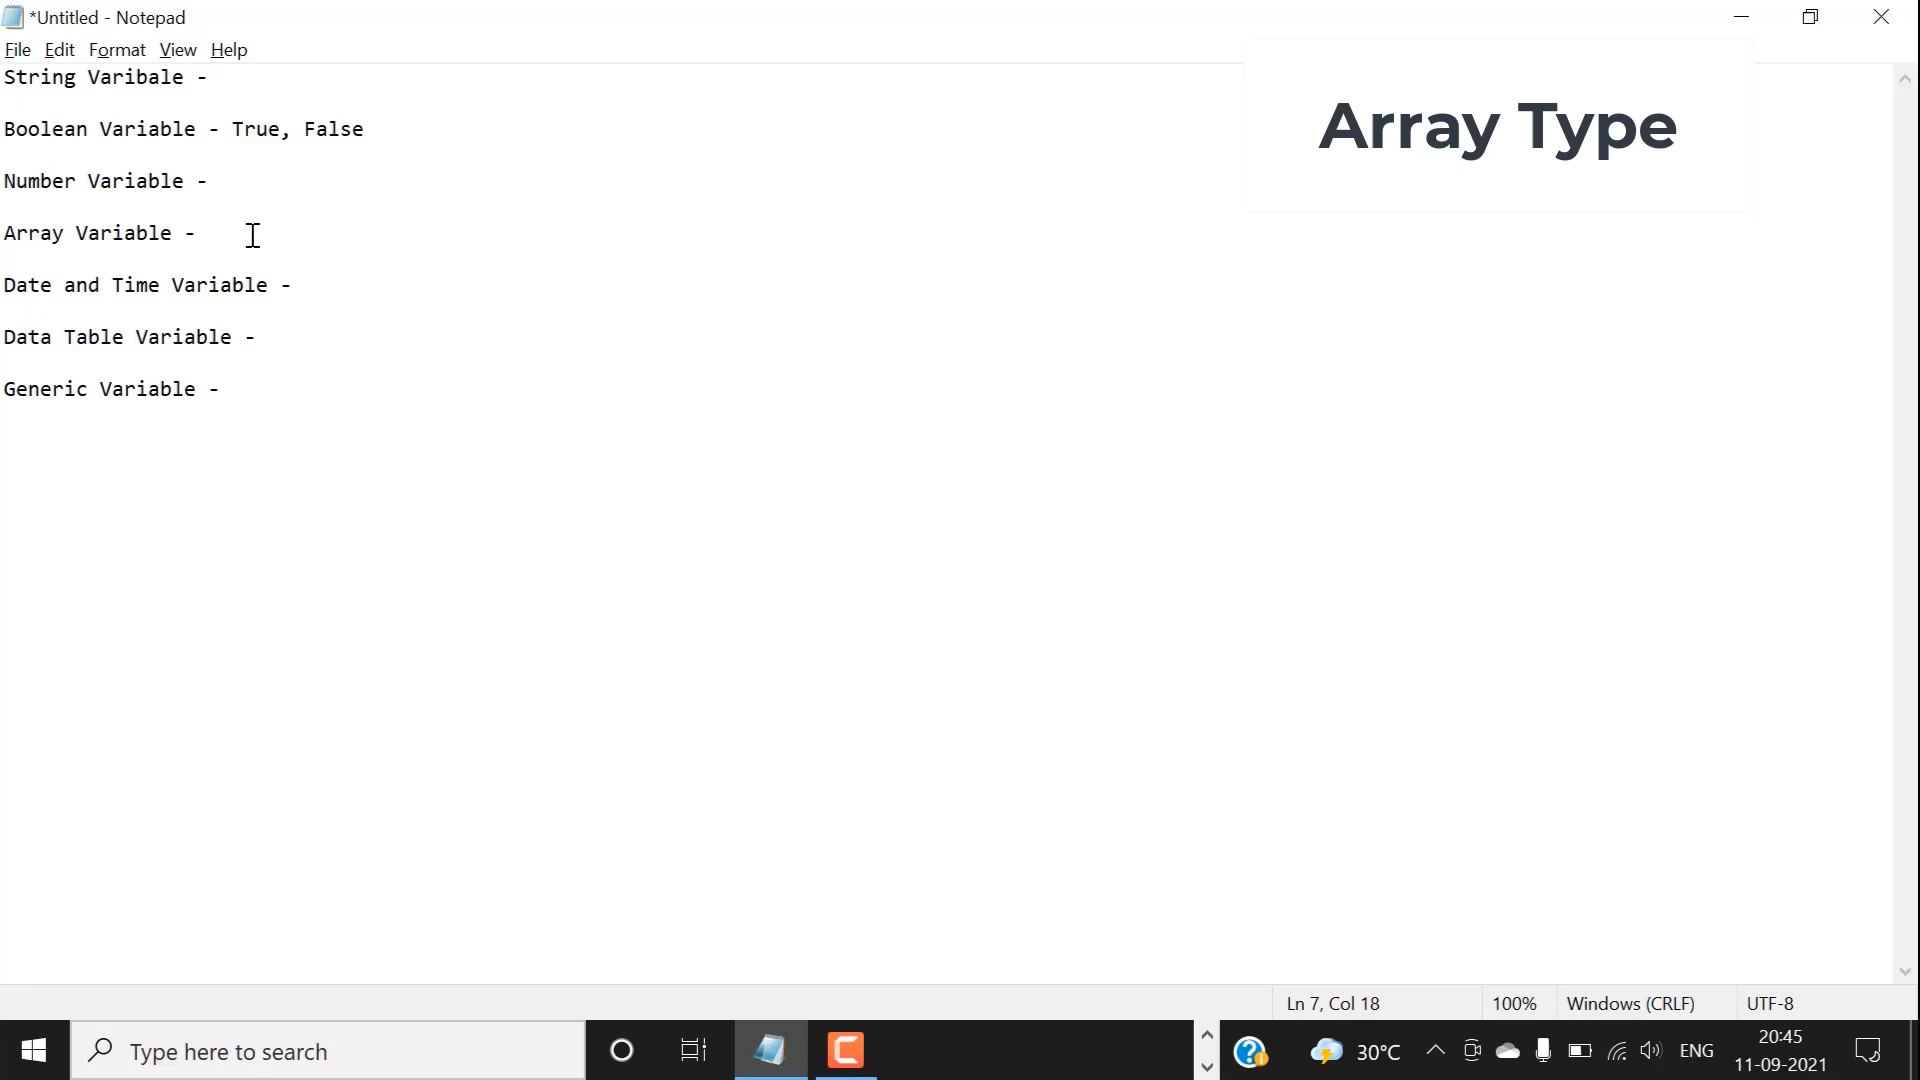 *Untitled - Notepad
File Edit Format View Help
String Varibale -
Boolean Variable - True, False
Number Variable -
Array Variable -
Date and Time Variable -
Data Table Variable -
Generic Variable -
Array Type
Ln 7, Col 18 100% Windows (CRLF) UTF-8
Type here to search
30°C ENG
20:45
11-09-2021